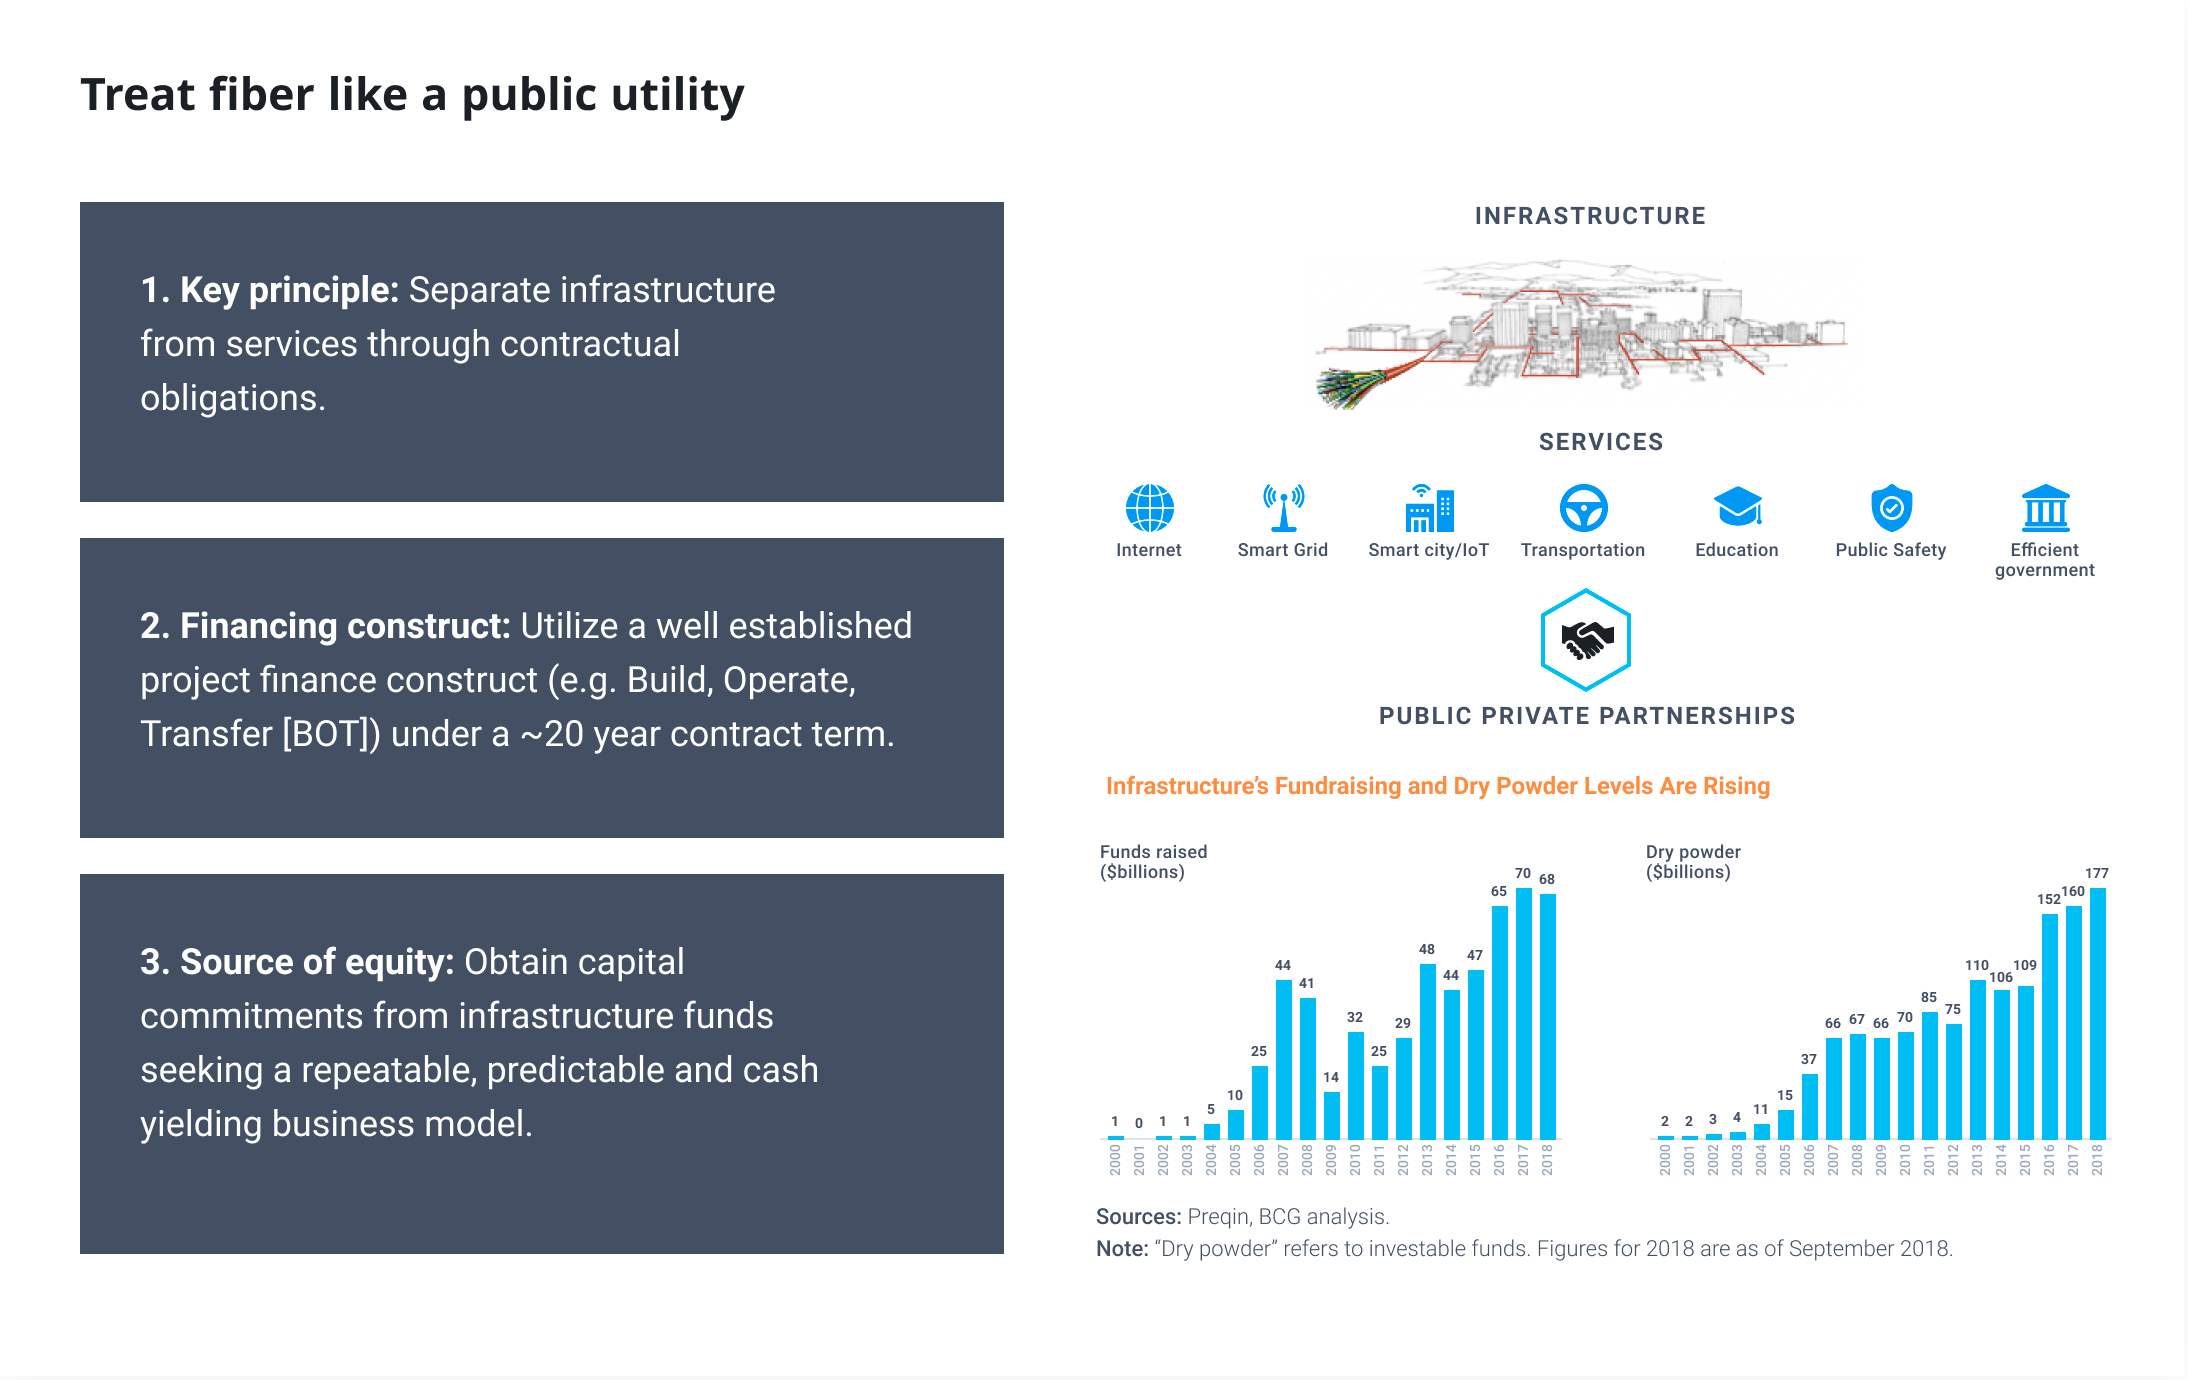 Treat fiber like a public utility
1. Key principle: Separate infrastructure
from services through contractual
obligations.
2. Financing construct: Utilize a well established
project finance construct (e.g. Build, Operate,
Transfer [BOT]) under a ~20 year contract term.
3. Source of equity: Obtain capital
commitments from infrastructure funds
seeking a repeatable, predictable and cash
yielding business model.
INFRASTRUCTURE
SERVICES
Internet
Smart Grid
Smart city/IoT
Transportation
Education
Public Safety
Efficient
government
PUBLIC PRIVATE PARTNERSHIPS
Infrastructure’s Fundraising and Dry Powder Levels Are Rising
Funds raised
($billions)
1 0 1 1 5 10 25 44 41 14 32 25 29 48 44 47 65 70 68
2000 2001 2002 2003 2004 2005 2006 2007 2008 2009 2010 2011 2012 2013 2014 2015 2016 2017 2018
Dry powder
($billions)
2 2 3 4 11 15 37 66 67 66 70 85 75 110 106 109 152 160 177
2000 2001 2002 2003 2004 2005 2006 2007 2008 2009 2010 2011 2012 2013 2014 2015 2016 2017 2018
Sources: Preqin, BCG analysis.
Note: “Dry powder” refers to investable funds. Figures for 2018 are as of September 2018.